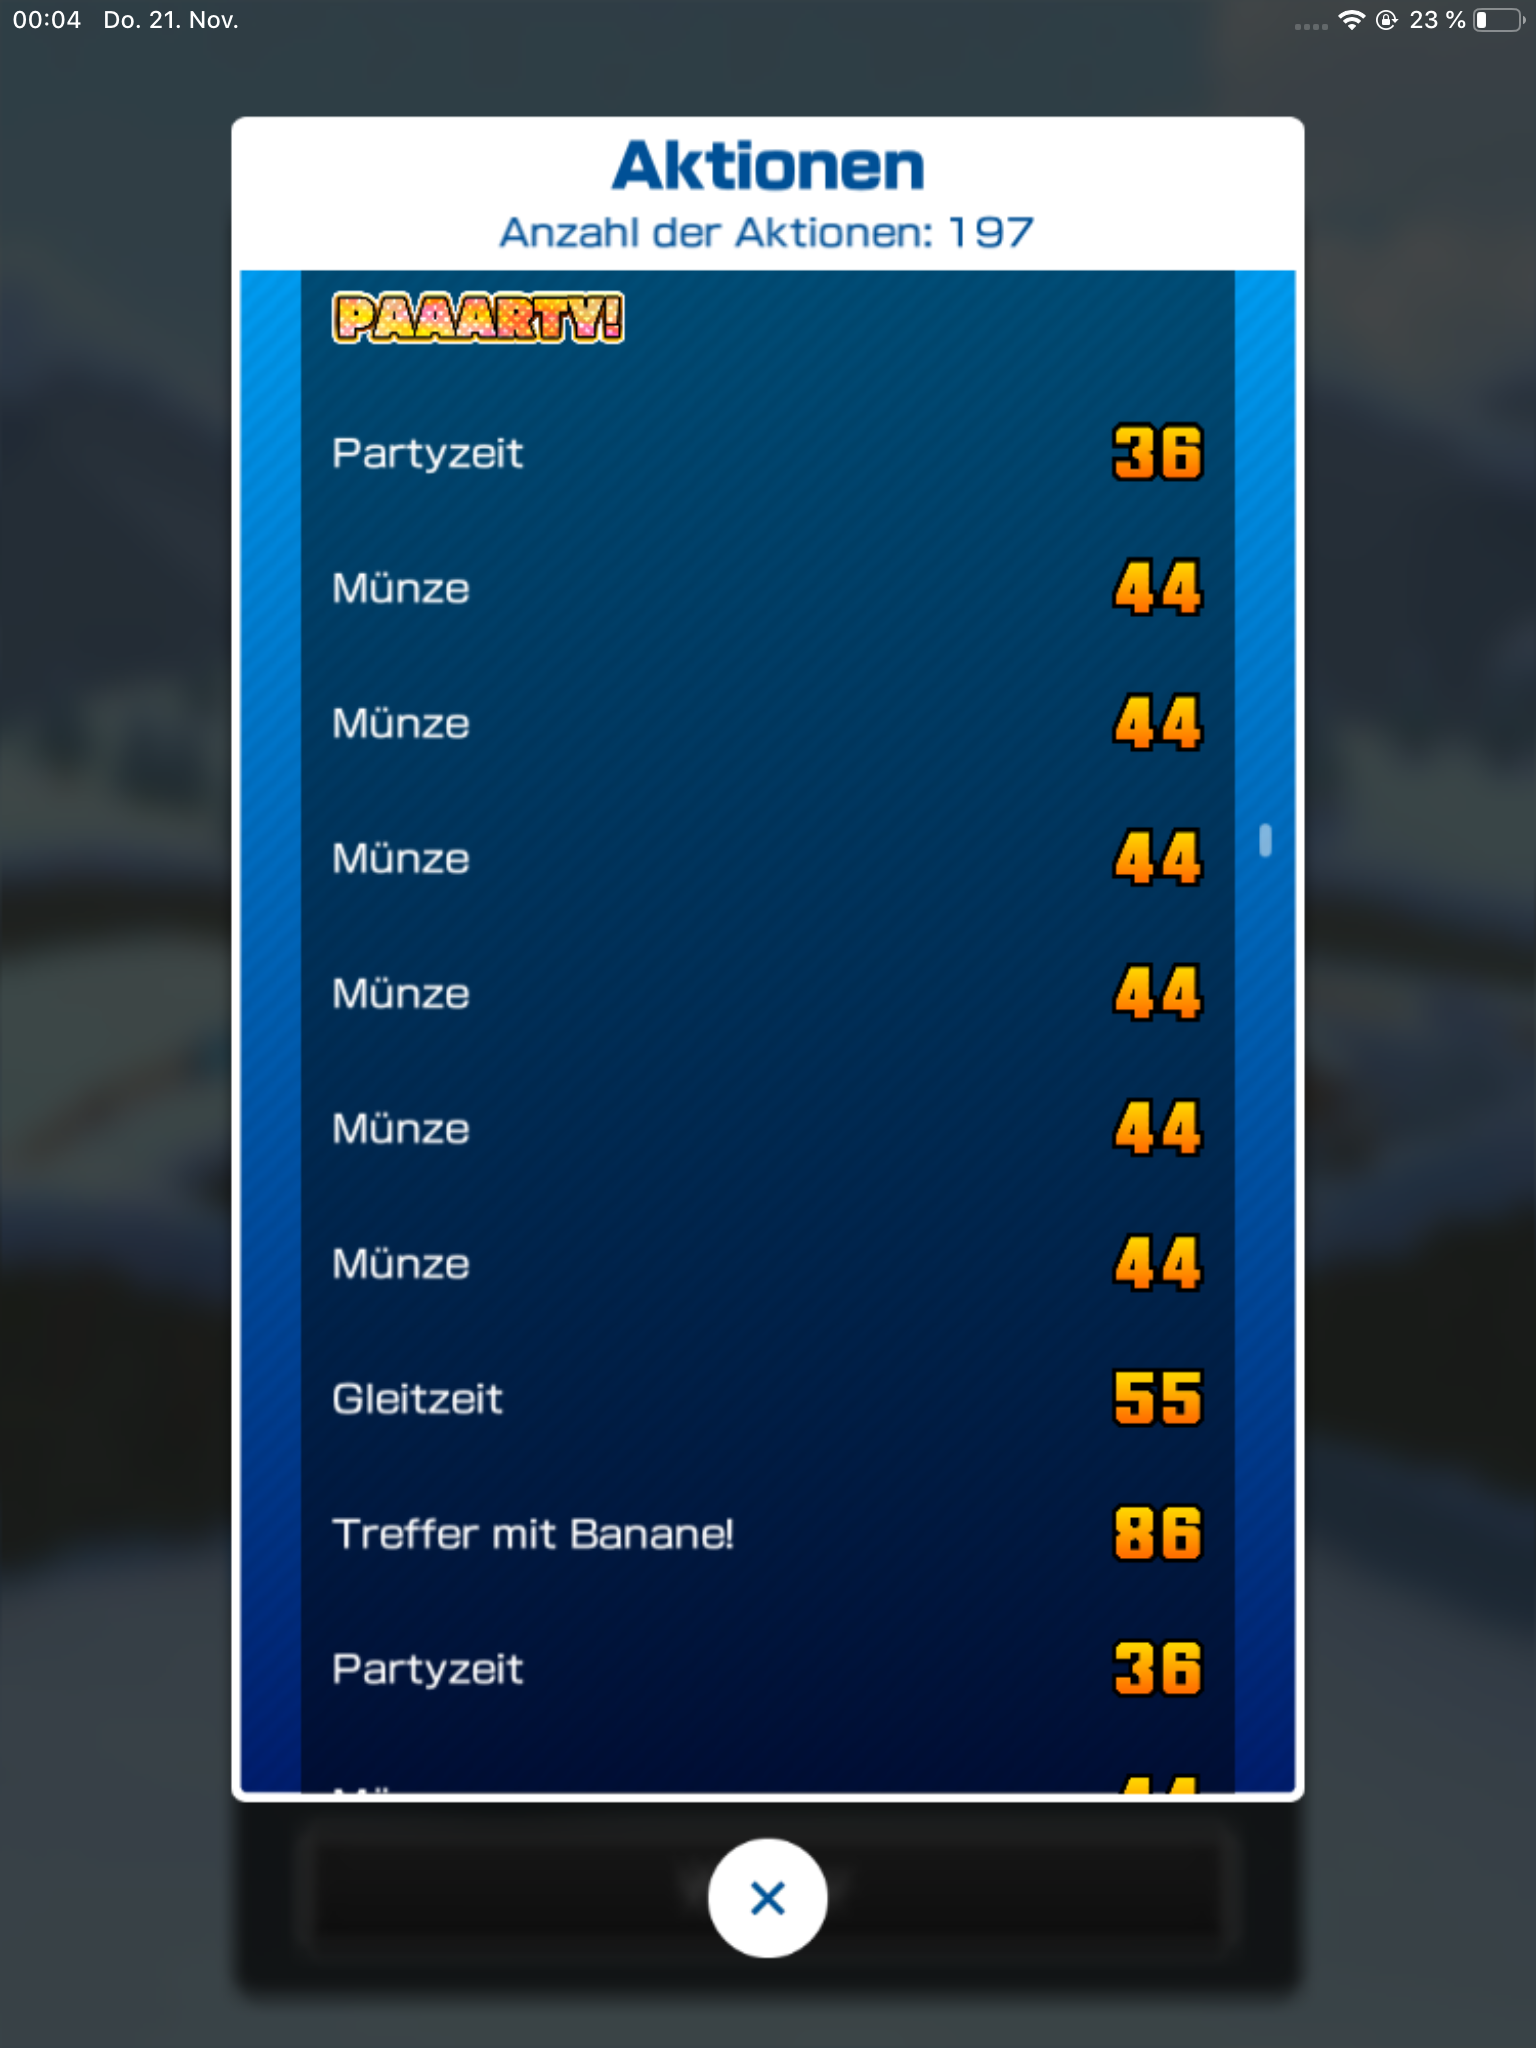 00:04 Do. 21. Nov. 23 %
Aktionen
Anzahl der Aktionen: 197
PAAARTY!
Partyzeit 36
Münze 44
Münze 44
Münze 44
Münze 44
Münze 44
Münze 44
Gleitzeit 55
Treffer mit Banane! 86
Partyzeit 36